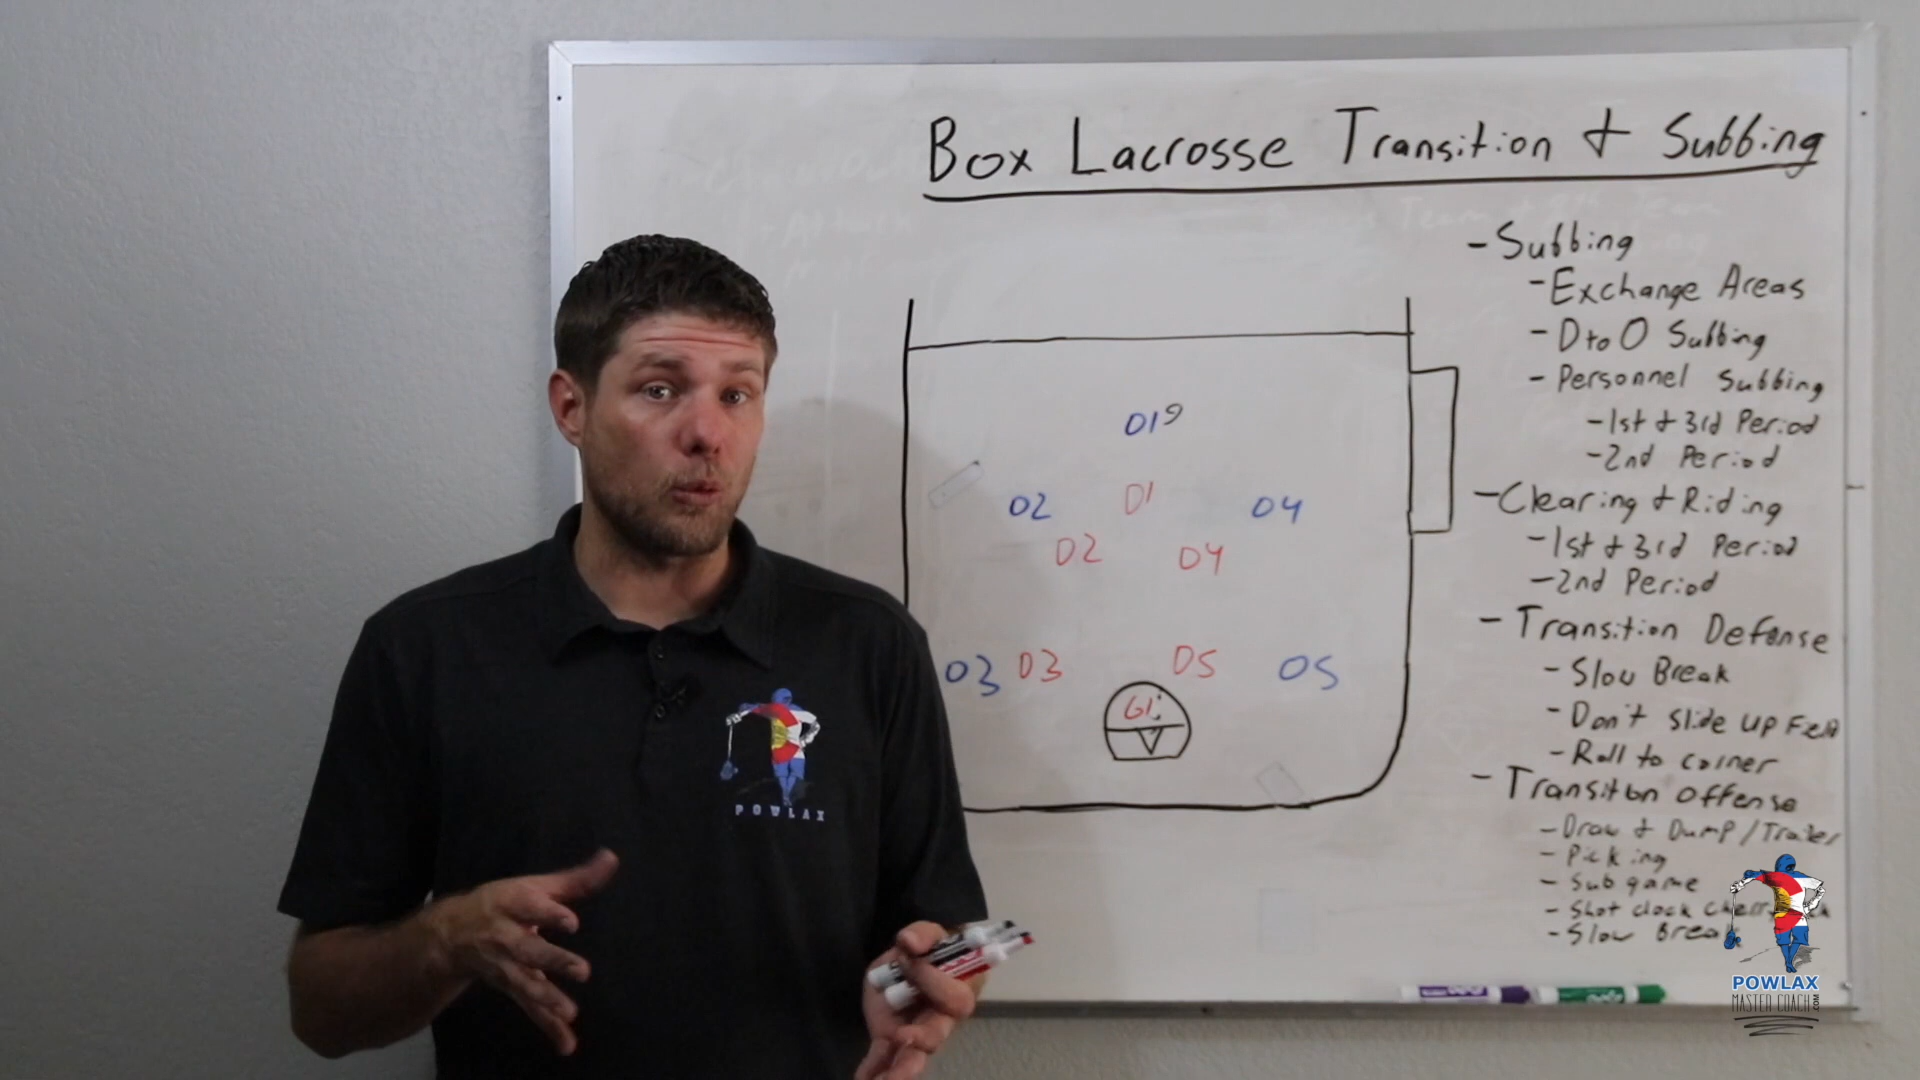 Box Lacrosse Transition + Subbing
- Subbing
- Exchange Areas
- D to O Subbing
- Personnel Subbing
- 1st + 3rd Period
- 2nd Period
- Clearing + Riding
- 1st + 3rd Period
- 2nd Period
- Transition Defense
- Slow Break
- Don't slide up Field
- Roll to corner
- Transition Offense
- Draw + Dump / Trailer
- Picking
- Sub game
- Shot clock
- Slow Break
O1
O2 D1 O4
D2 D4
O3 D3 D5 O5
G1
POWLAX
POWLAX
MASTER COACH.COM